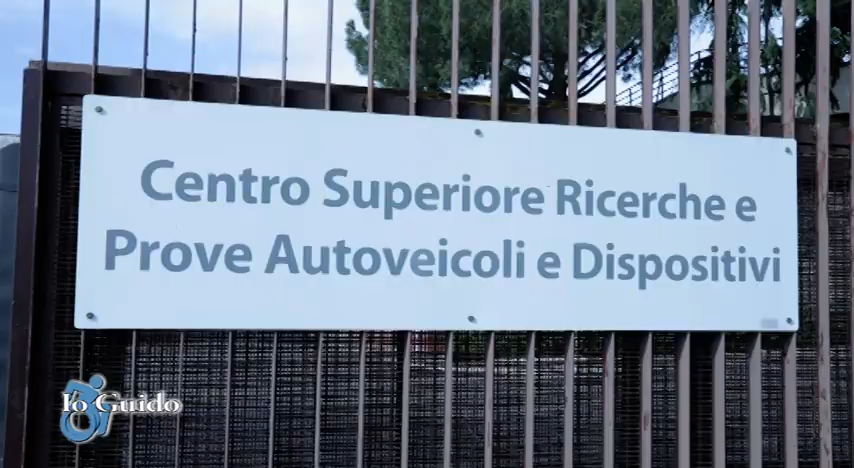 Centro Superiore Ricerche e
Prove Autoveicoli e Dispositivi
Io Guido